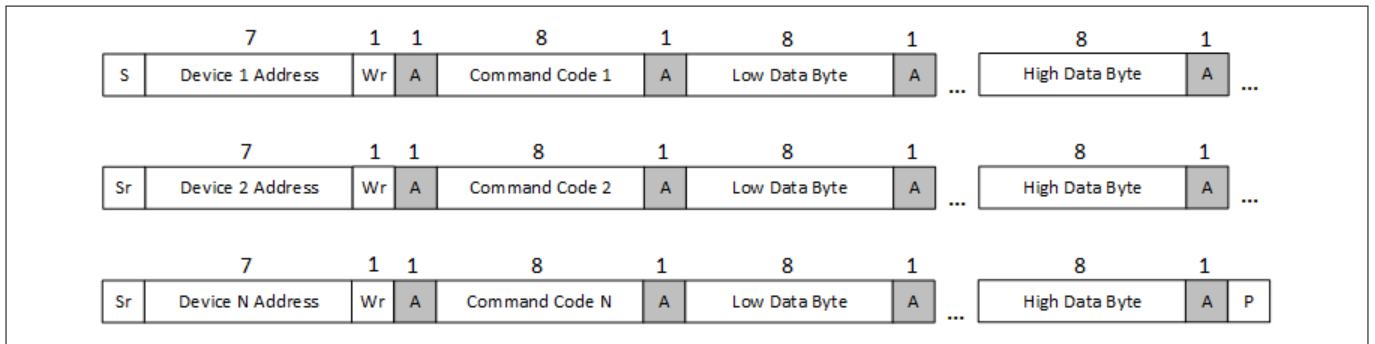 7 1 1 8 1 8 1 8 1
S Device 1 Address Wr A Command Code 1 A Low Data Byte A ... High Data Byte A ...
7 1 1 8 1 8 1 8 1
Sr Device 2 Address Wr A Command Code 2 A Low Data Byte A ... High Data Byte A ...
7 1 1 8 1 8 1 8 1
Sr Device N Address Wr A Command Code N A Low Data Byte A ... High Data Byte A P